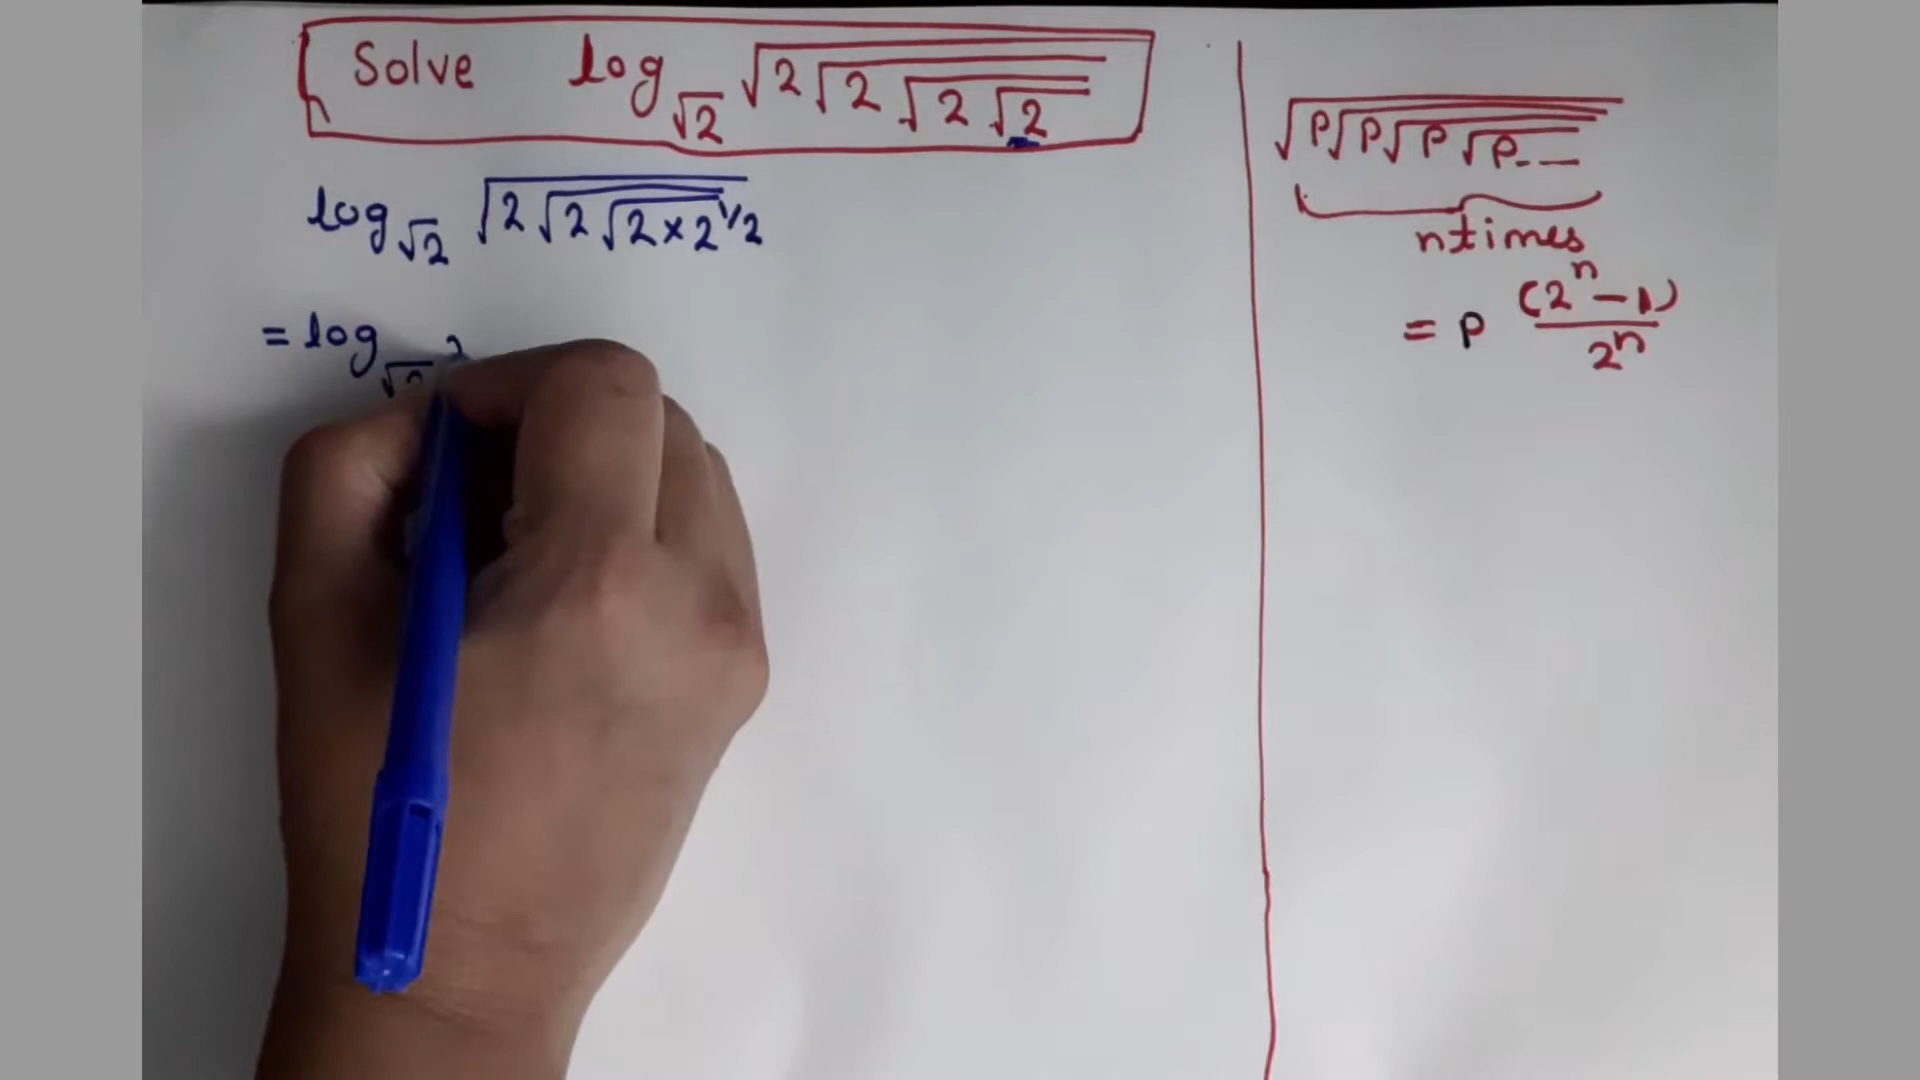 Solve log √2 √2√2√2√2
log √2 √2√2√2×2^1/2
= log √2
√P√P√P√P - —
n times
= P (2^n - 1) / 2^n